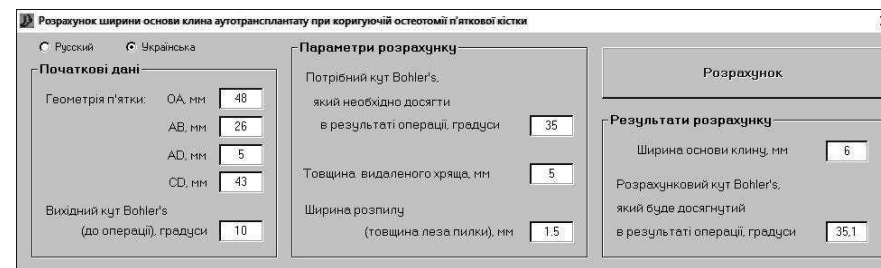 Розрахунок ширини основи клина аутотрансплантату при коригуючій остеотомії п'яткової кістки
Русский Українська
Початкові дані
Геометрія п'ятки: OA, мм 48
AB, мм 26
AD, мм 5
CD, мм 43
Вихідний кут Bohler's
(до операції), градуси 10
Параметри розрахунку
Потрібний кут Bohler's,
який необхідно досягти
в результаті операції, градуси 35
Товщина видаленого хряща, мм 5
Ширина розпилу
(товщина леза пилки), мм 1.5
Розрахунок
Результати розрахунку
Ширина основи клину, мм 6
Розрахунковий кут Bohler's,
який буде досягнутий
в результаті операції, градуси 35,1